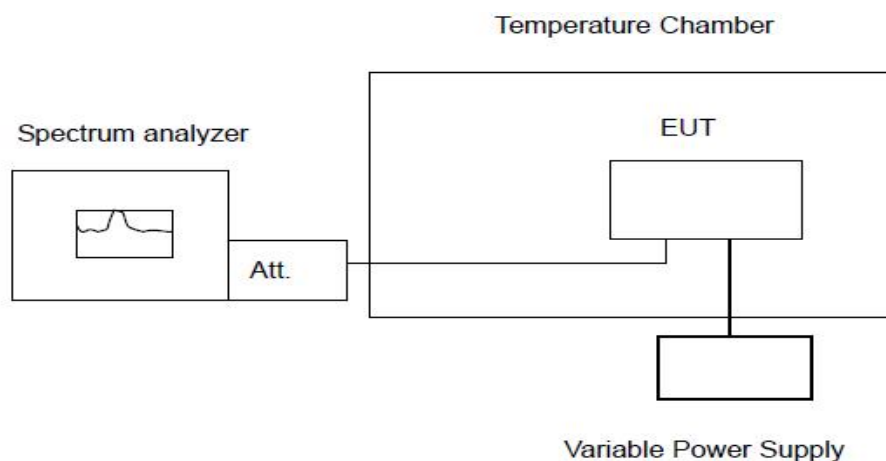 Temperature Chamber
Spectrum analyzer
EUT
Att.
Variable Power Supply